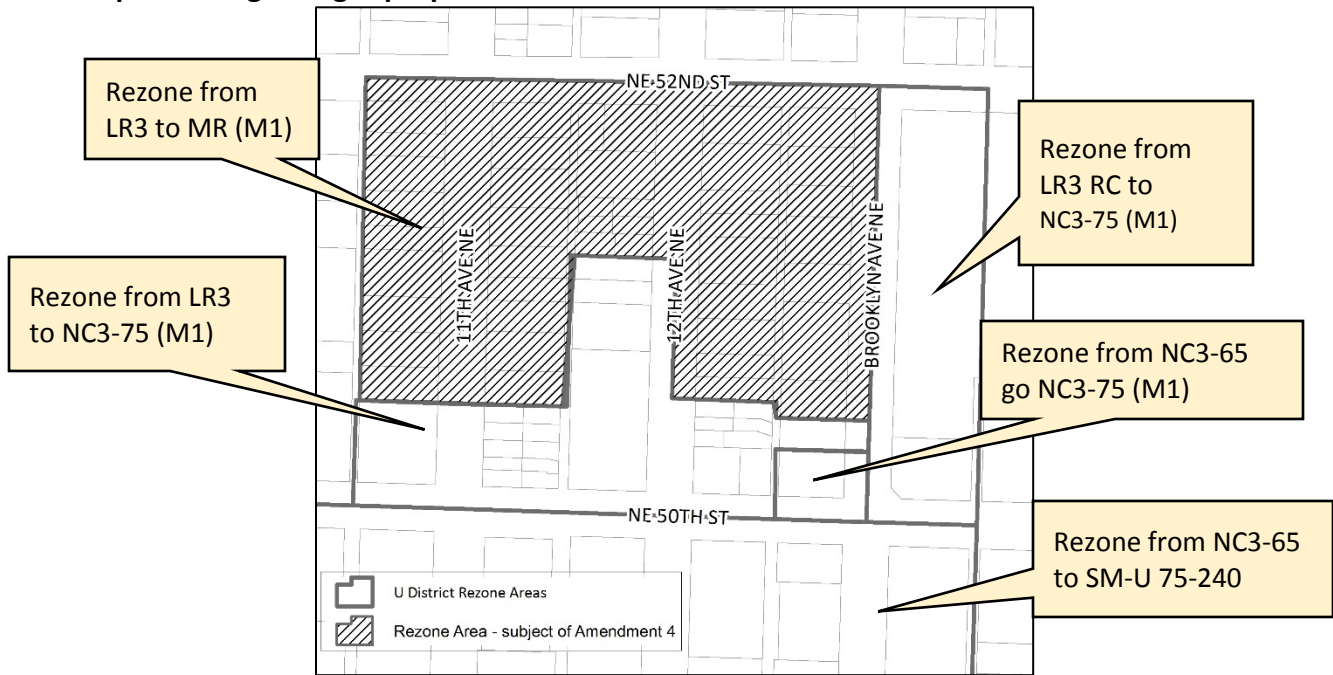 NE 52ND ST
Rezone from
LR3 to MR (M1)
Rezone from
LR3 RC to
NC3-75 (M1)
11TH AVE NE
12TH AVE NE
BROOKLYN AVE NE
Rezone from LR3
to NC3-75 (M1)
Rezone from NC3-65
go NC3-75 (M1)
NE 50TH ST
Rezone from NC3-65
to SM-U 75-240
U District Rezone Areas
Rezone Area - subject of Amendment 4